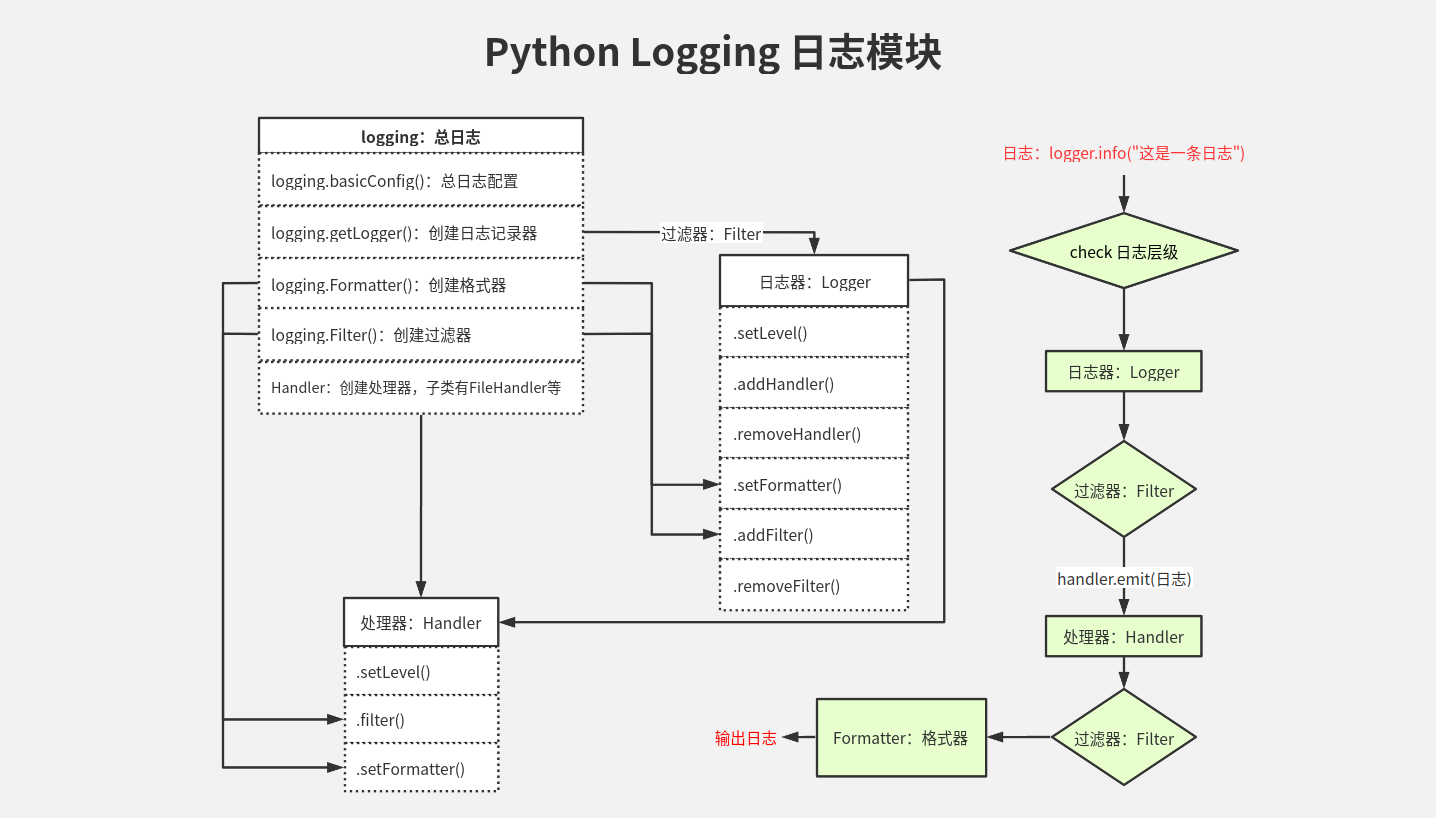 Python Logging 日志模块
logging：总日志
logging.basicConfig()：总日志配置
logging.getLogger()：创建日志记录器
logging.Formatter()：创建格式器
logging.Filter()：创建过滤器
Handler：创建处理器，子类有FileHandler等
过滤器：Filter
日志器：Logger
.setLevel()
.addHandler()
.removeHandler()
.setFormatter()
.addFilter()
.removeFilter()
处理器：Handler
.setLevel()
.filter()
.setFormatter()
日志：logger.info("这是一条日志")
check 日志层级
日志器：Logger
过滤器：Filter
handler.emit(日志)
处理器：Handler
过滤器：Filter
Formatter：格式器
输出日志